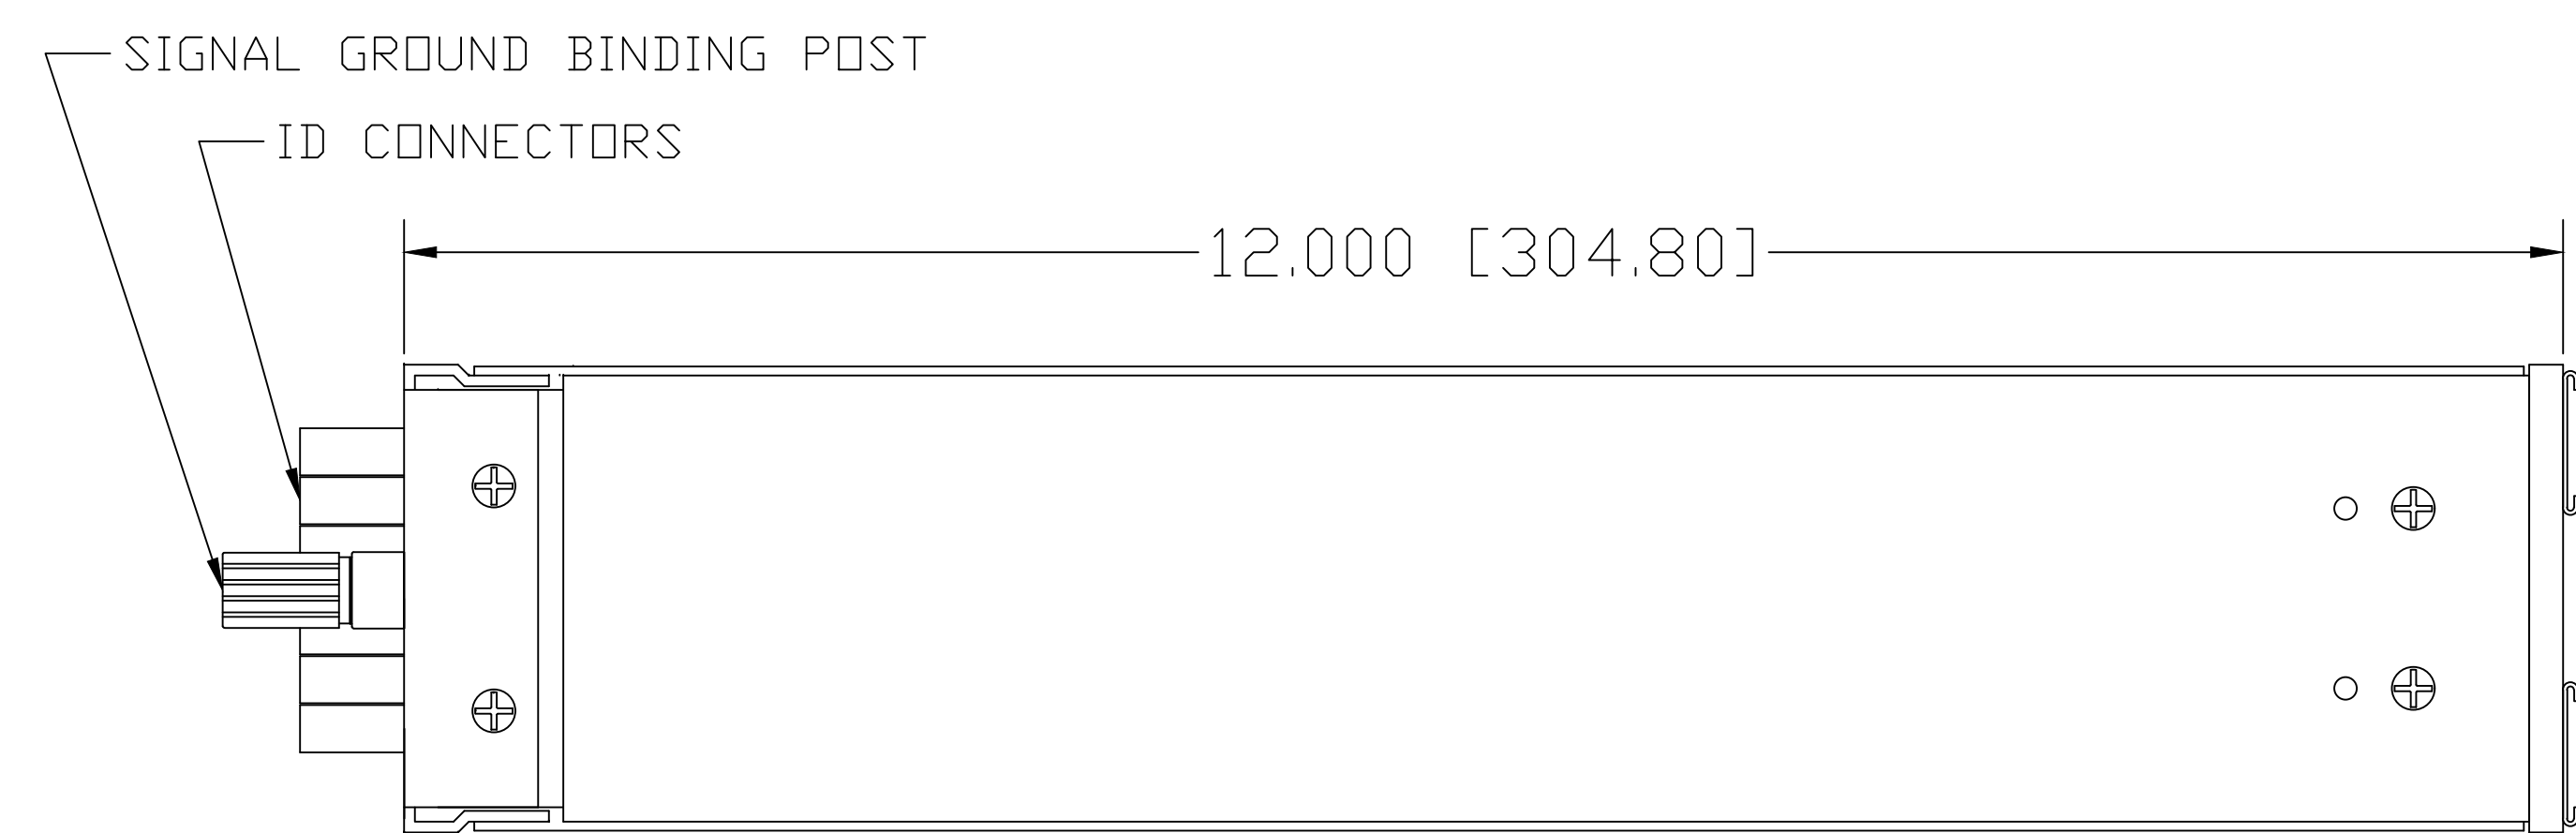 SIGNAL GROUND BINDING POST
ID CONNECTORS
12.000 [304.80]